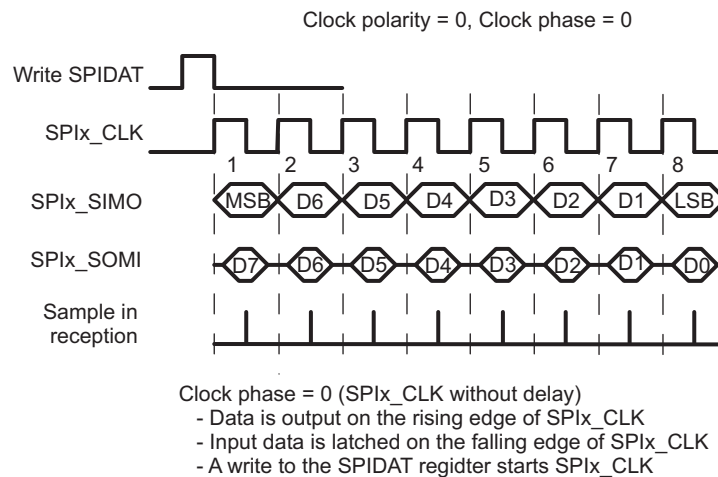 Clock polarity = 0, Clock phase = 0
Write SPIDAT
SPIx_CLK
1 2 3 4 5 6 7 8
SPIx_SIMO MSB D6 D5 D4 D3 D2 D1 LSB
SPIx_SOMI D7 D6 D5 D4 D3 D2 D1 D0
Sample in
reception
Clock phase = 0 (SPIx_CLK without delay)
- Data is output on the rising edge of SPIx_CLK
- Input data is latched on the falling edge of SPIx_CLK
- A write to the SPIDAT regidter starts SPIx_CLK